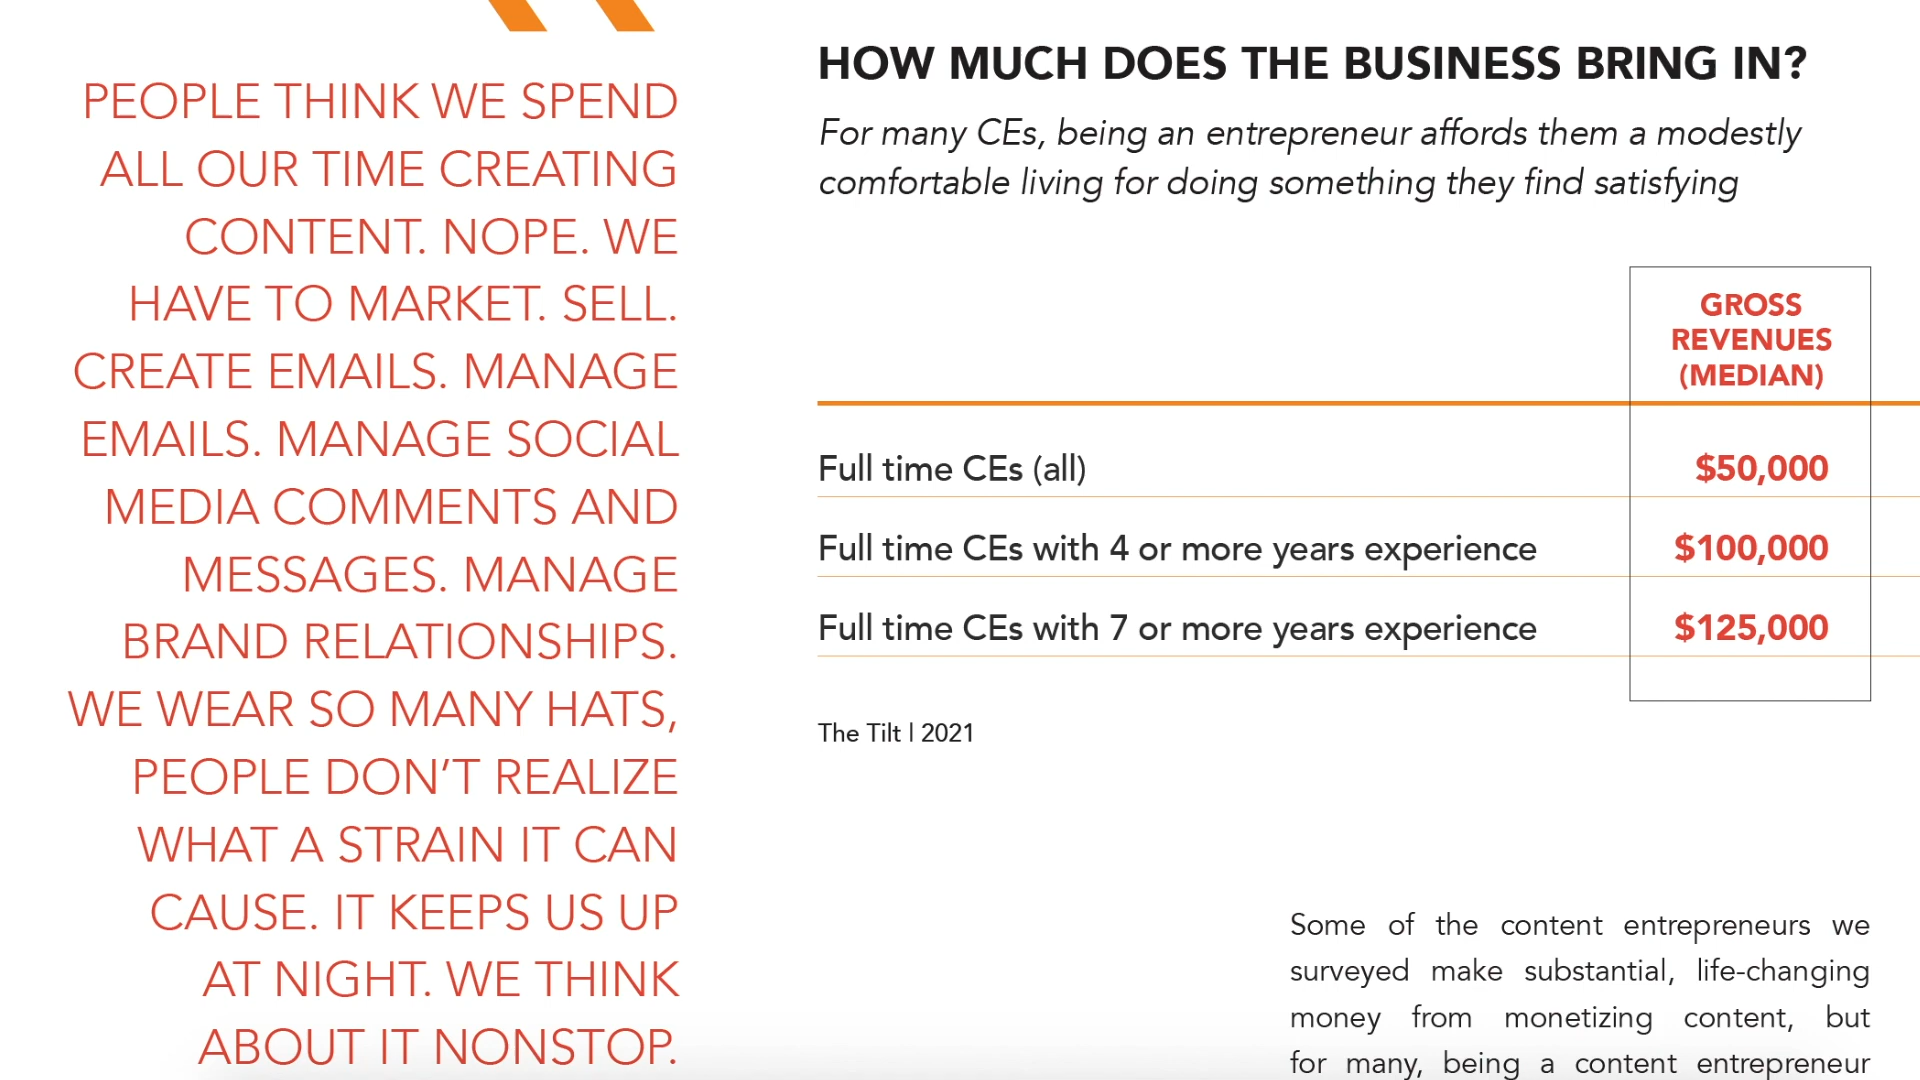 PEOPLE THINK WE SPEND
ALL OUR TIME CREATING
CONTENT. NOPE. WE
HAVE TO MARKET. SELL.
CREATE EMAILS. MANAGE
EMAILS. MANAGE SOCIAL
MEDIA COMMENTS AND
MESSAGES. MANAGE
BRAND RELATIONSHIPS.
WE WEAR SO MANY HATS,
PEOPLE DON’T REALIZE
WHAT A STRAIN IT CAN
CAUSE. IT KEEPS US UP
AT NIGHT. WE THINK
ABOUT IT NONSTOP.
HOW MUCH DOES THE BUSINESS BRING IN?
For many CEs, being an entrepreneur affords them a modestly
comfortable living for doing something they find satisfying
GROSS
REVENUES
(MEDIAN)
Full time CEs (all) $50,000
Full time CEs with 4 or more years experience $100,000
Full time CEs with 7 or more years experience $125,000
The Tilt | 2021
Some of the content entrepreneurs we
surveyed make substantial, life-changing
money from monetizing content, but
for many, being a content entrepreneur